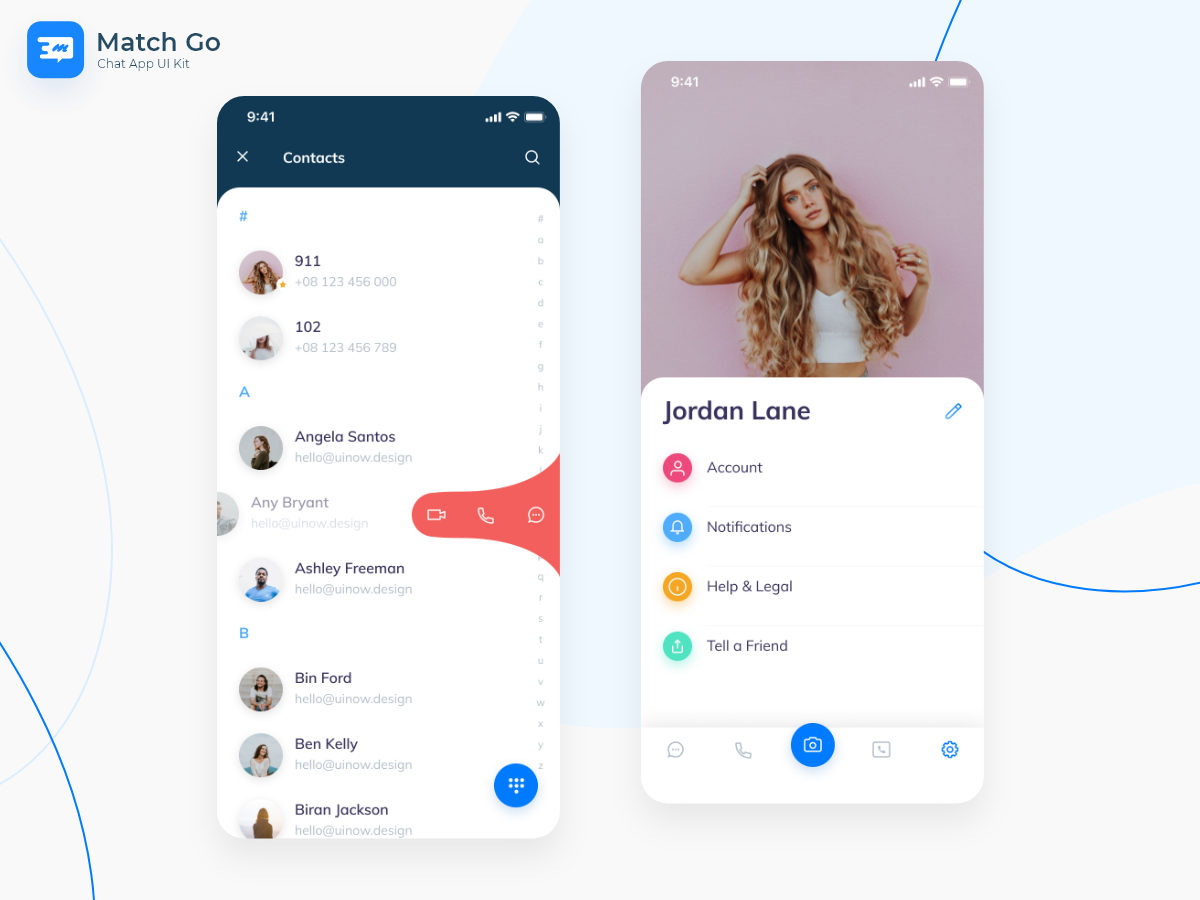 Match Go
Chat App UI Kit
9:41
Contacts
#
911
+08 123 456 000
102
+08 123 456 789
A
Angela Santos
hello@uinow.design
Any Bryant
hello@uinow.design
Ashley Freeman
hello@uinow.design
B
Bin Ford
hello@uinow.design
Ben Kelly
hello@uinow.design
Biran Jackson
hello@uinow.design
#
a
b
c
d
e
f
g
h
i
j
k
q
r
s
t
u
v
w
x
y
z
9:41
Jordan Lane
Account
Notifications
Help & Legal
Tell a Friend